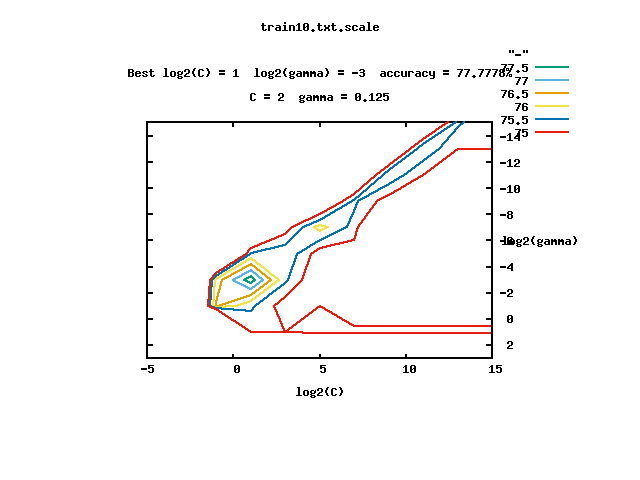 train10.txt.scale
"-"
Best log2(C) = 1  log2(gamma) = -3  accuracy = 77.7778%
77.5
77
76.5
C = 2  gamma = 0.125
76
75.5
75
-14
-12
-10
-8
-6
log2(gamma)
-4
-2
0
2
-5 0 5 10 15
log2(C)